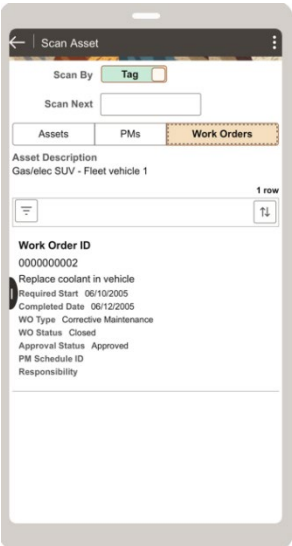 Scan Asset
Scan By Tag
Scan Next
Assets PMs Work Orders
Asset Description
Gas/elec SUV - Fleet vehicle 1
1 row
Work Order ID
0000000002
Replace coolant in vehicle
Required Start 06/10/2005
Completed Date 06/12/2005
WO Type Corrective Maintenance
WO Status Closed
Approval Status Approved
PM Schedule ID
Responsibility